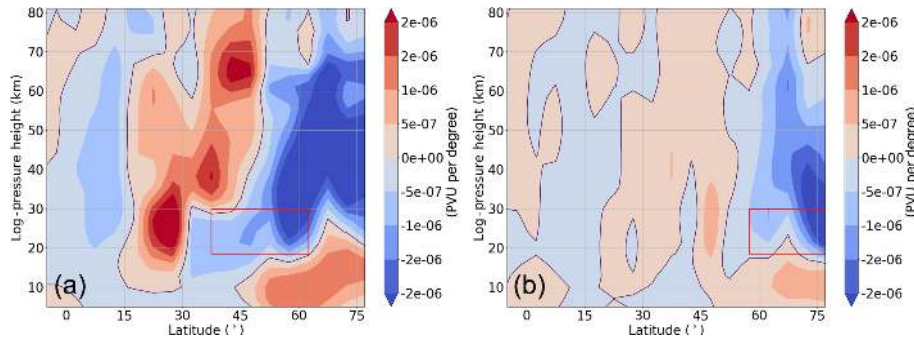 80
70
60
50
40
30
20
10
Log-pressure height (km)
(a)
0
15
30
45
60
75
Latitude (°)
2e-06
2e-06
1e-06
5e-07
0e+00
-5e-07
-1e-06
-2e-06
-2e-06
(PVU per degree)
80
70
60
50
40
30
20
10
Log-pressure height (km)
(b)
0
15
30
45
60
75
Latitude (°)
2e-06
2e-06
1e-06
5e-07
0e+00
-5e-07
-1e-06
-2e-06
-2e-06
(PVU per degree)